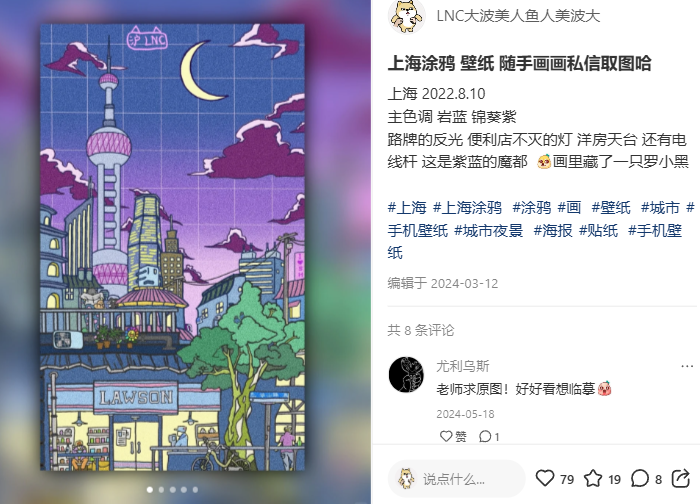 LNC
LAWSON
LNC大波美人鱼人美波大
上海涂鸦 壁纸 随手画画私信取图哈
上海 2022.8.10
主色调 岩蓝 锦葵紫
路牌的反光 便利店不灭的灯 洋房天台 还有电
线杆 这是紫蓝的魔都 画里藏了一只罗小黑
#上海 #上海涂鸦 #涂鸦 #画 #壁纸 #城市 #
手机壁纸 #城市夜景 #海报 #贴纸 #手机壁
纸
编辑于 2024-03-12
共 8 条评论
尤利乌斯
老师求原图！好好看想临摹
2024-05-18
赞 1
说点什么... 79 19 8